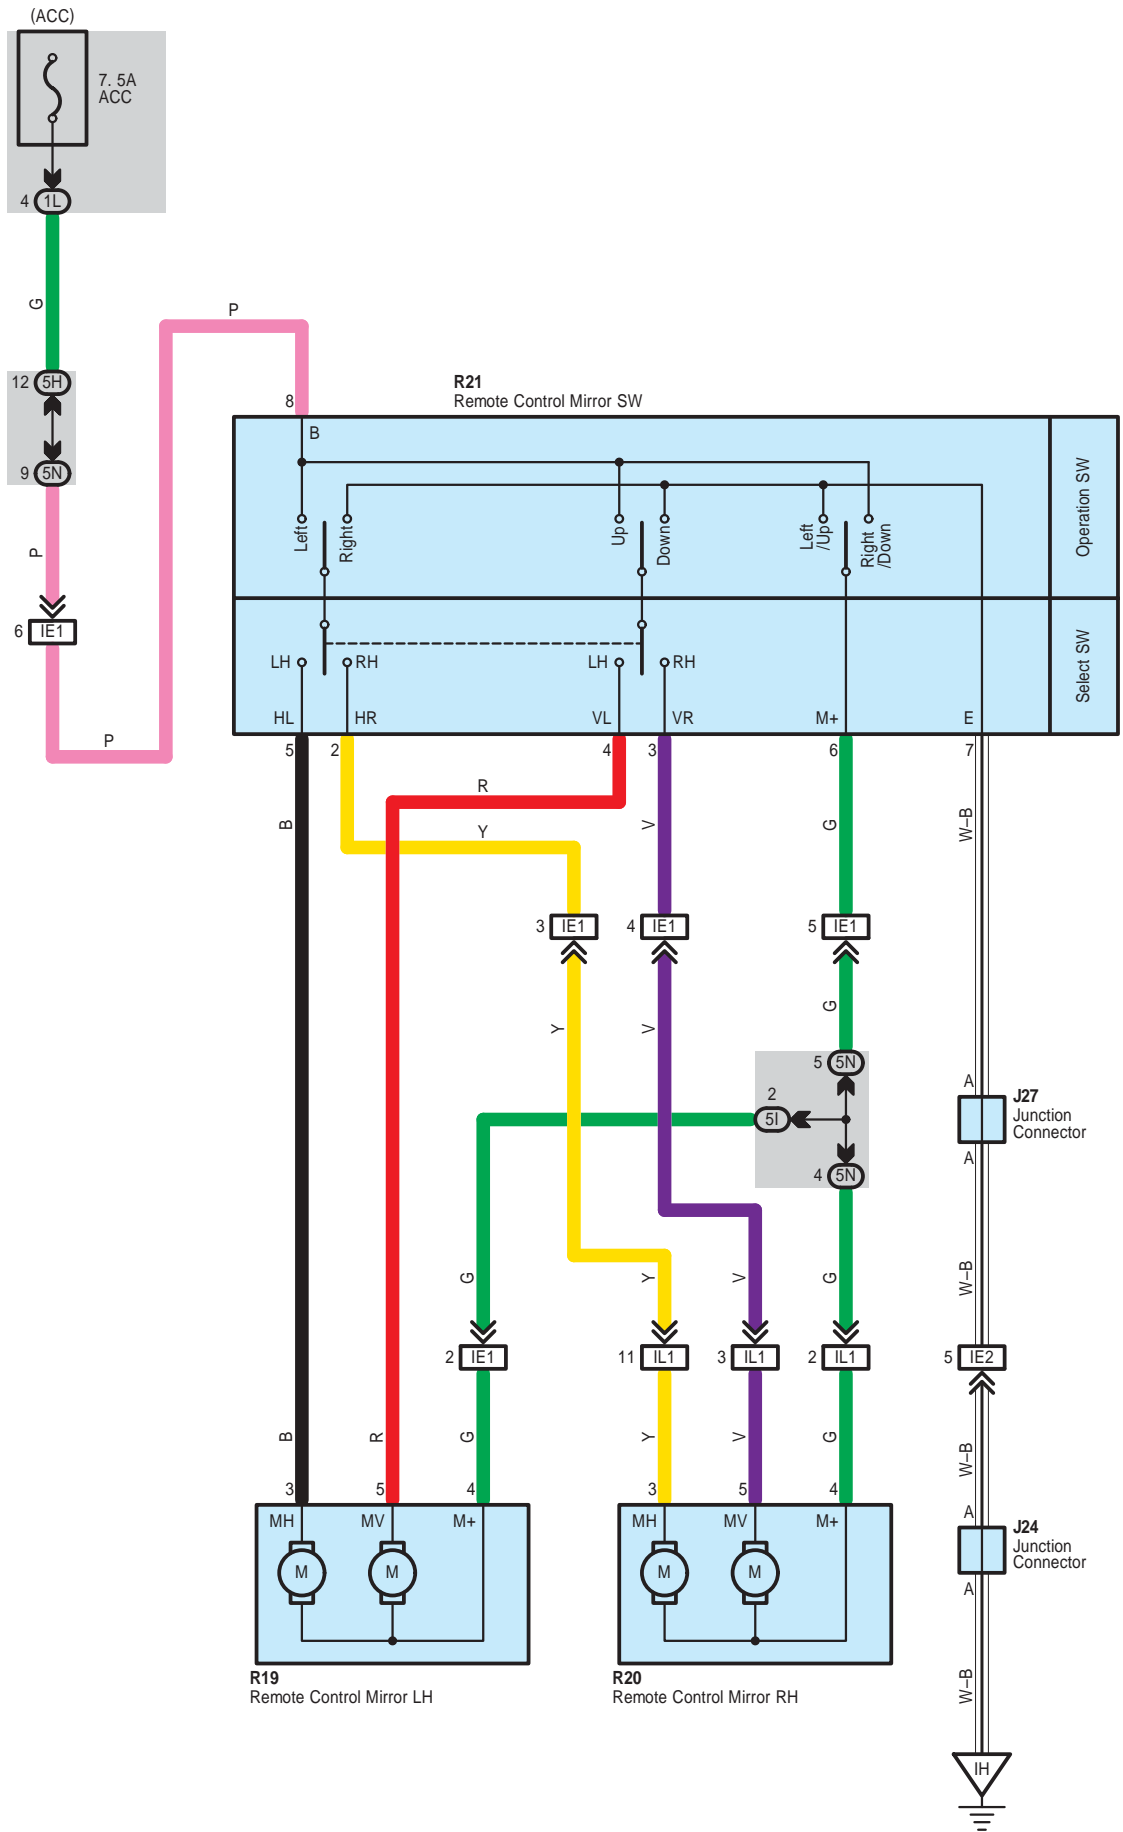 (ACC)
7. 5A
ACC
4 1L
G
P
12 5H
R21
Remote Control Mirror SW
8
B
9 5N
Left
Right
Up
Down
Left
/Up
Right
/Down
Operation SW
P
6 IE1
LH
RH
LH
RH
Select SW
HL
HR
VL
VR
M+
E
P
5
2
4
3
6
7
R
B
Y
V
G
W–B
3 IE1
4 IE1
5 IE1
Y
V
G
5 5N
2
5I
A
J27
Junction
Connector
A
4 5N
G
Y
V
G
W–B
2 IE1
11 IL1
3 IL1
2 IL1
5 IE2
B
R
G
Y
V
G
W–B
3
5
4
3
5
4
MH
MV
M+
MH
MV
M+
A
J24
Junction
Connector
A
M
M
M
M
R19
Remote Control Mirror LH
R20
Remote Control Mirror RH
W–B
IH